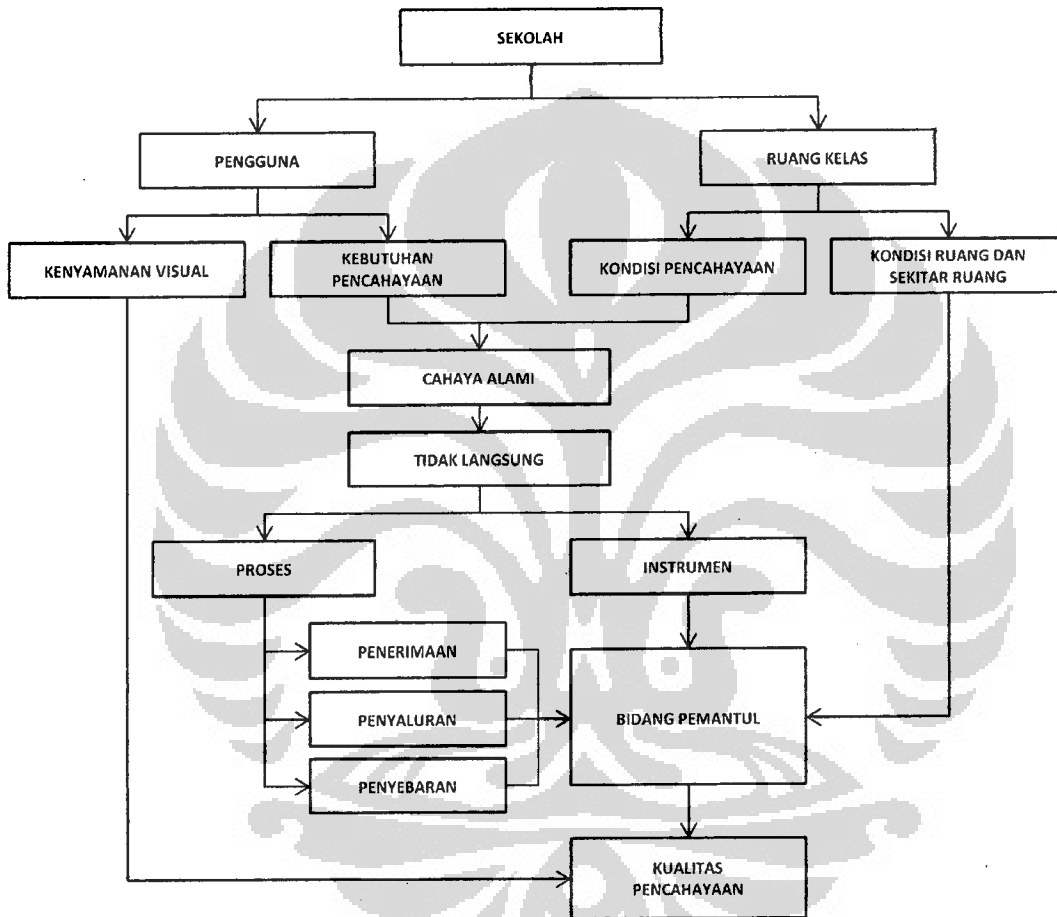 SEKOLAH
PENGGUNA
RUANG KELAS
KENYAMANAN VISUAL
KEBUTUHAN
PENCAHAYAAN
KONDISI PENCAHAYAAN
KONDISI RUANG DAN
SEKITAR RUANG
CAHAYA ALAMI
TIDAK LANGSUNG
PROSES
INSTRUMEN
PENERIMAAN
PENYALURAN
BIDANG PEMANTUL
PENYEBARAN
KUALITAS
PENCAHAYAAN